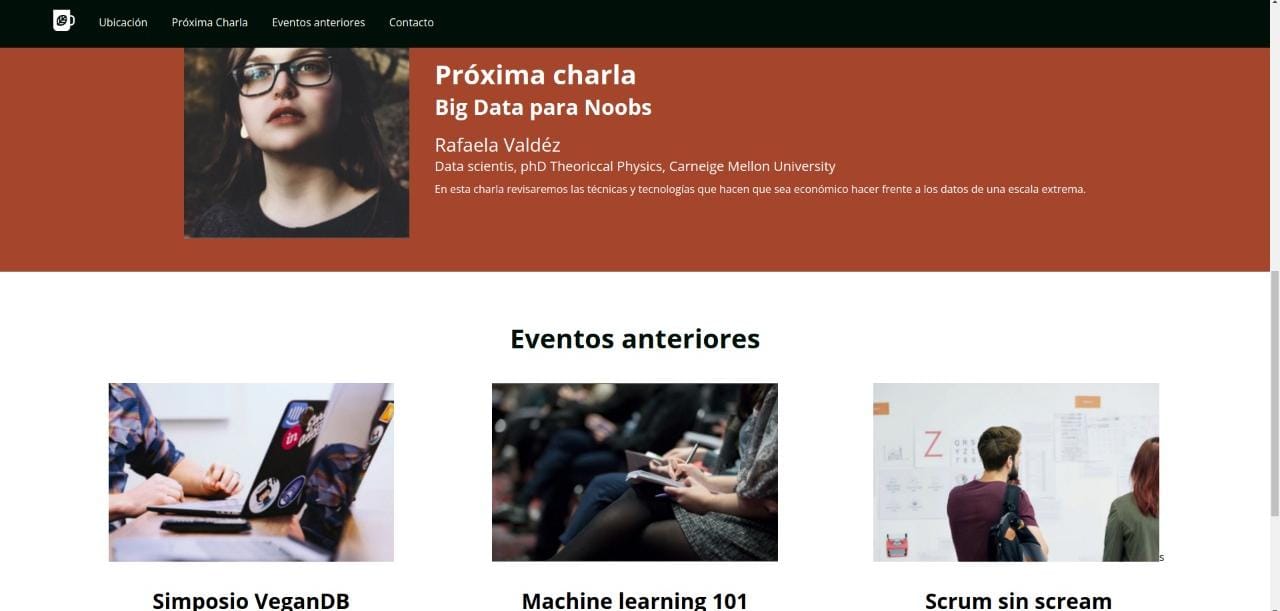 Ubicación
Próxima Charla
Eventos anteriores
Contacto
Próxima charla
Big Data para Noobs
Rafaela Valdéz
Data scientis, phD Theoriccal Physics, Carneige Mellon University
En esta charla revisaremos las técnicas y tecnologías que hacen que sea económico hacer frente a los datos de una escala extrema.
Eventos anteriores
in
Z
s
Simposio VeganDB
Machine learning 101
Scrum sin scream